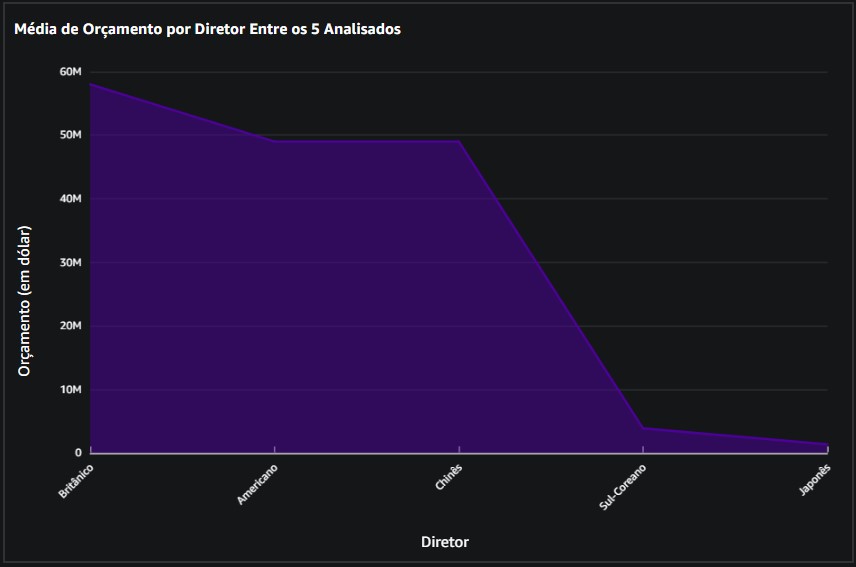 Média de Orçamento por Diretor Entre os 5 Analisados
60M
50M
40M
30M
20M
10M
0
Orçamento (em dólar)
Britânico
Americano
Chinês
Sul-Coreano
Japonês
Diretor